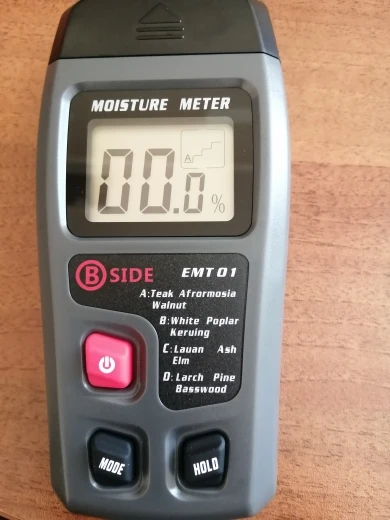 MOISTURE METER
A
00.0 %
B SIDE EMT01
A:Teak Afrormosia
Walnut
B:White Poplar
Keruing
C:Lauan Ash
Elm
D:Larch Pine
Basswood
MODE
HOLD